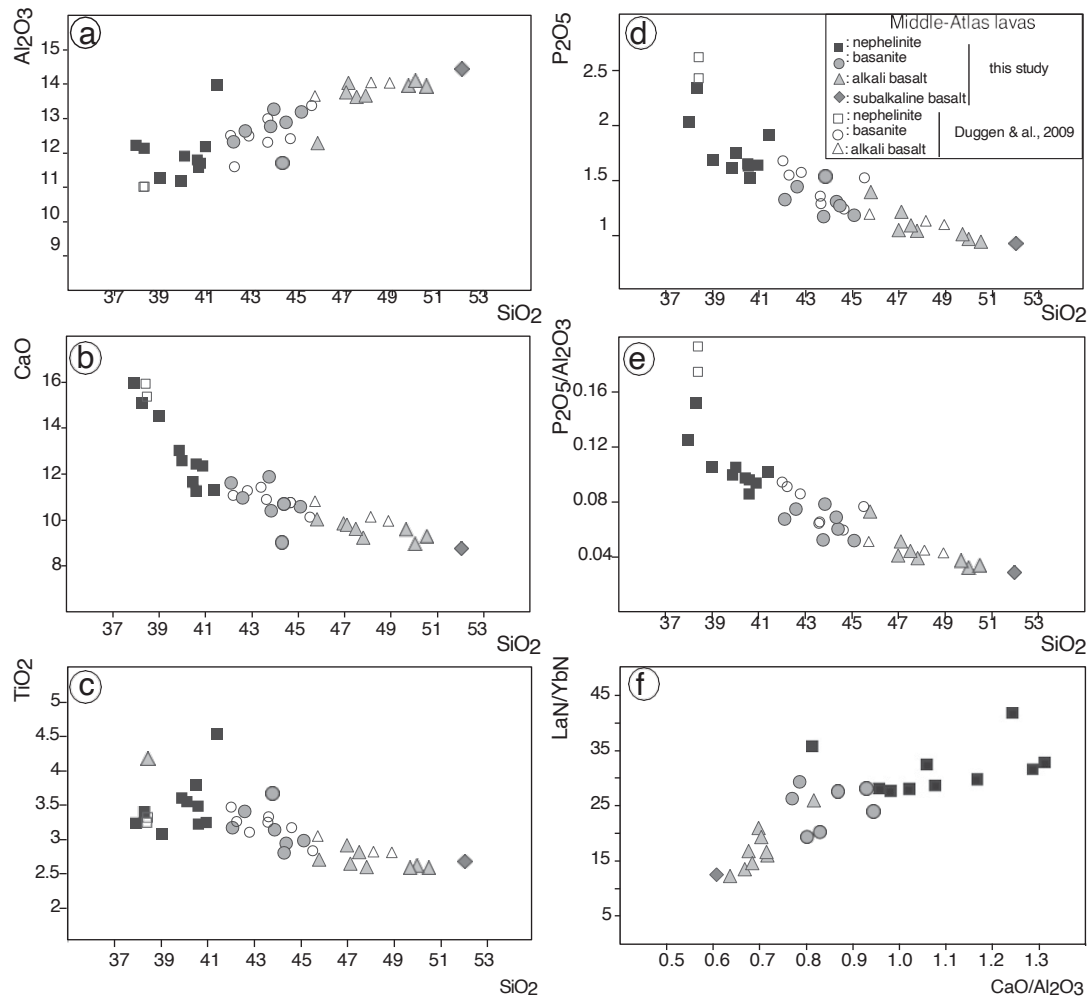 a
Al2O3
15
14
13
12
11
10
9
37 39 41 43 45 47 49 51 53
SiO2
b
CaO
16
14
12
10
8
37 39 41 43 45 47 49 51 53
SiO2
c
TiO2
5
4.5
4
3.5
3
2.5
2
37 39 41 43 45 47 49 51 53
SiO2
d
P2O5
2.5
2
1.5
1
37 39 41 43 45 47 49 51 53
SiO2
Middle-Atlas lavas
: nephelinite
: basanite
: alkali basalt
: subalkaline basalt
this study
: nephelinite
: basanite
: alkali basalt
Duggen & al., 2009
e
P2O5/Al2O3
0.16
0.12
0.08
0.04
37 39 41 43 45 47 49 51 53
SiO2
f
LaN/YbN
45
35
25
15
5
0.5 0.6 0.7 0.8 0.9 1.0 1.1 1.2 1.3
CaO/Al2O3